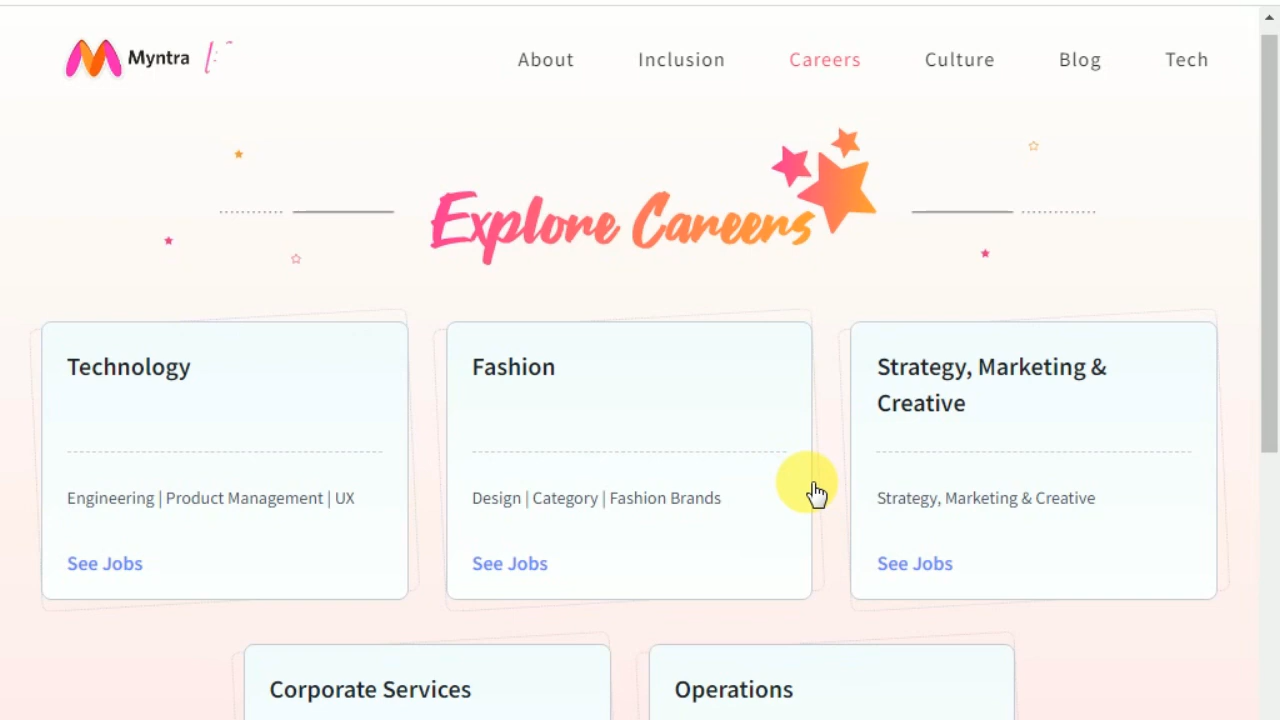 Myntra
About
Inclusion
Careers
Culture
Blog
Tech
Explore Careers
Technology
Engineering | Product Management | UX
See Jobs
Fashion
Design | Category | Fashion Brands
See Jobs
Strategy, Marketing &
Creative
Strategy, Marketing & Creative
See Jobs
Corporate Services
Operations